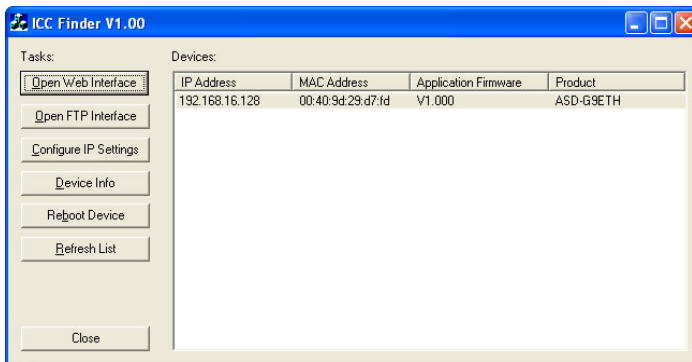 ICC Finder V1.00
Tasks:
Devices:
Open Web Interface
Open FTP Interface
Configure IP Settings
Device Info
Reboot Device
Refresh List
Close
IP Address MAC Address Application Firmware Product
192.168.16.128 00:40:9d:29:d7:fd V1.000 ASD-G9ETH